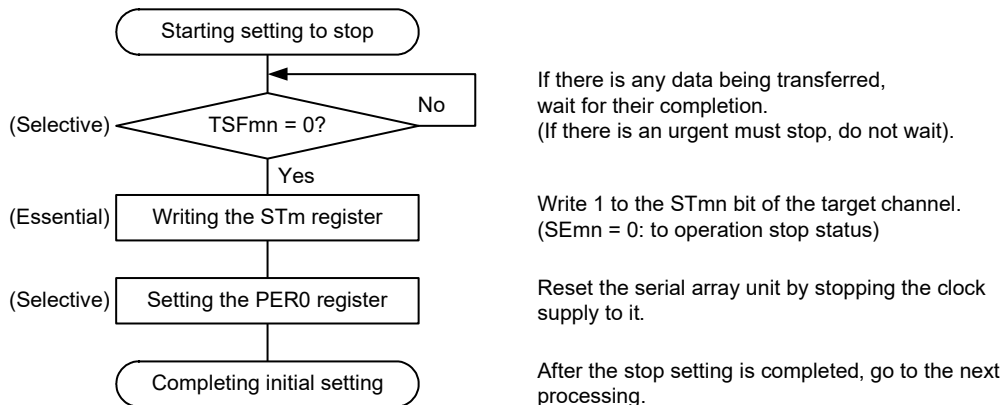 Starting setting to stop
If there is any data being transferred,
wait for their completion.
(If there is an urgent must stop, do not wait).
No
(Selective)
TSFmn = 0?
Yes
(Essential)
Writing the STm register
Write 1 to the STmn bit of the target channel.
(SEmn = 0: to operation stop status)
(Selective)
Setting the PER0 register
Reset the serial array unit by stopping the clock
supply to it.
Completing initial setting
After the stop setting is completed, go to the next
processing.